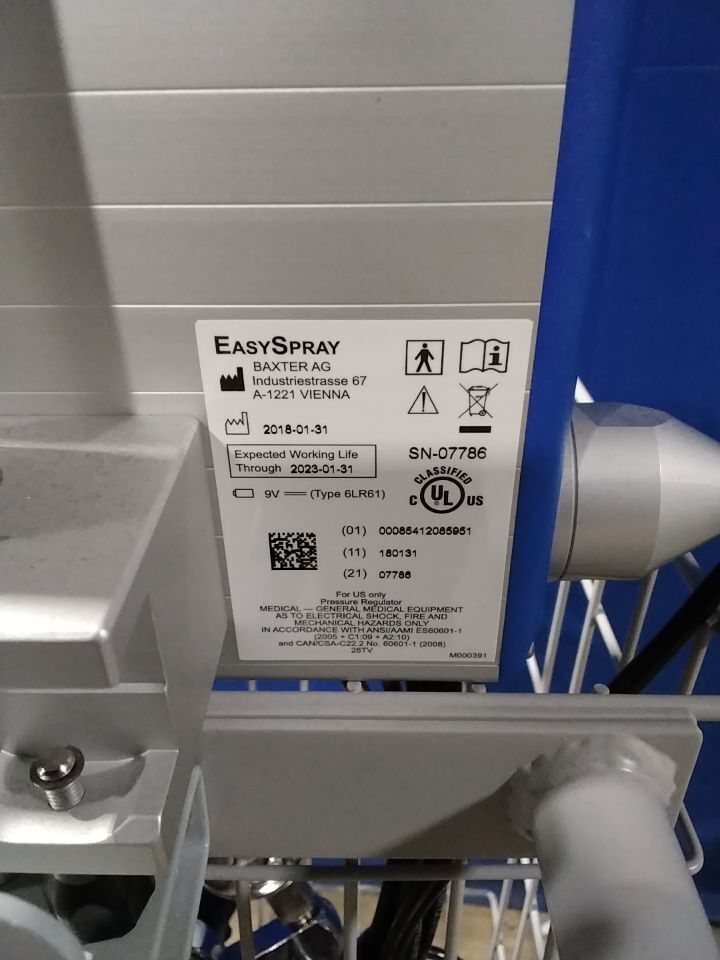 EASYSPRAY
BAXTER AG
Industriestrasse 67
A-1221 VIENNA
2018-01-31
Expected Working Life
Through 2023-01-31
SN-07786
9V (Type 6LR61)
CLASSIFIED
C UL US
®
(01) 00085412085951
(11) 180131
(21) 07786
For US only
Pressure Regulator
MEDICAL — GENERAL MEDICAL EQUIPMENT
AS TO ELECTRICAL SHOCK, FIRE AND
MECHANICAL HAZARDS ONLY
IN ACCORDANCE WITH ANSI/AAMI ES60601-1
(2005 + C1:09 + A2:10)
and CAN/CSA-C22.2 No. 60601-1 (2008)
26TV
M000391